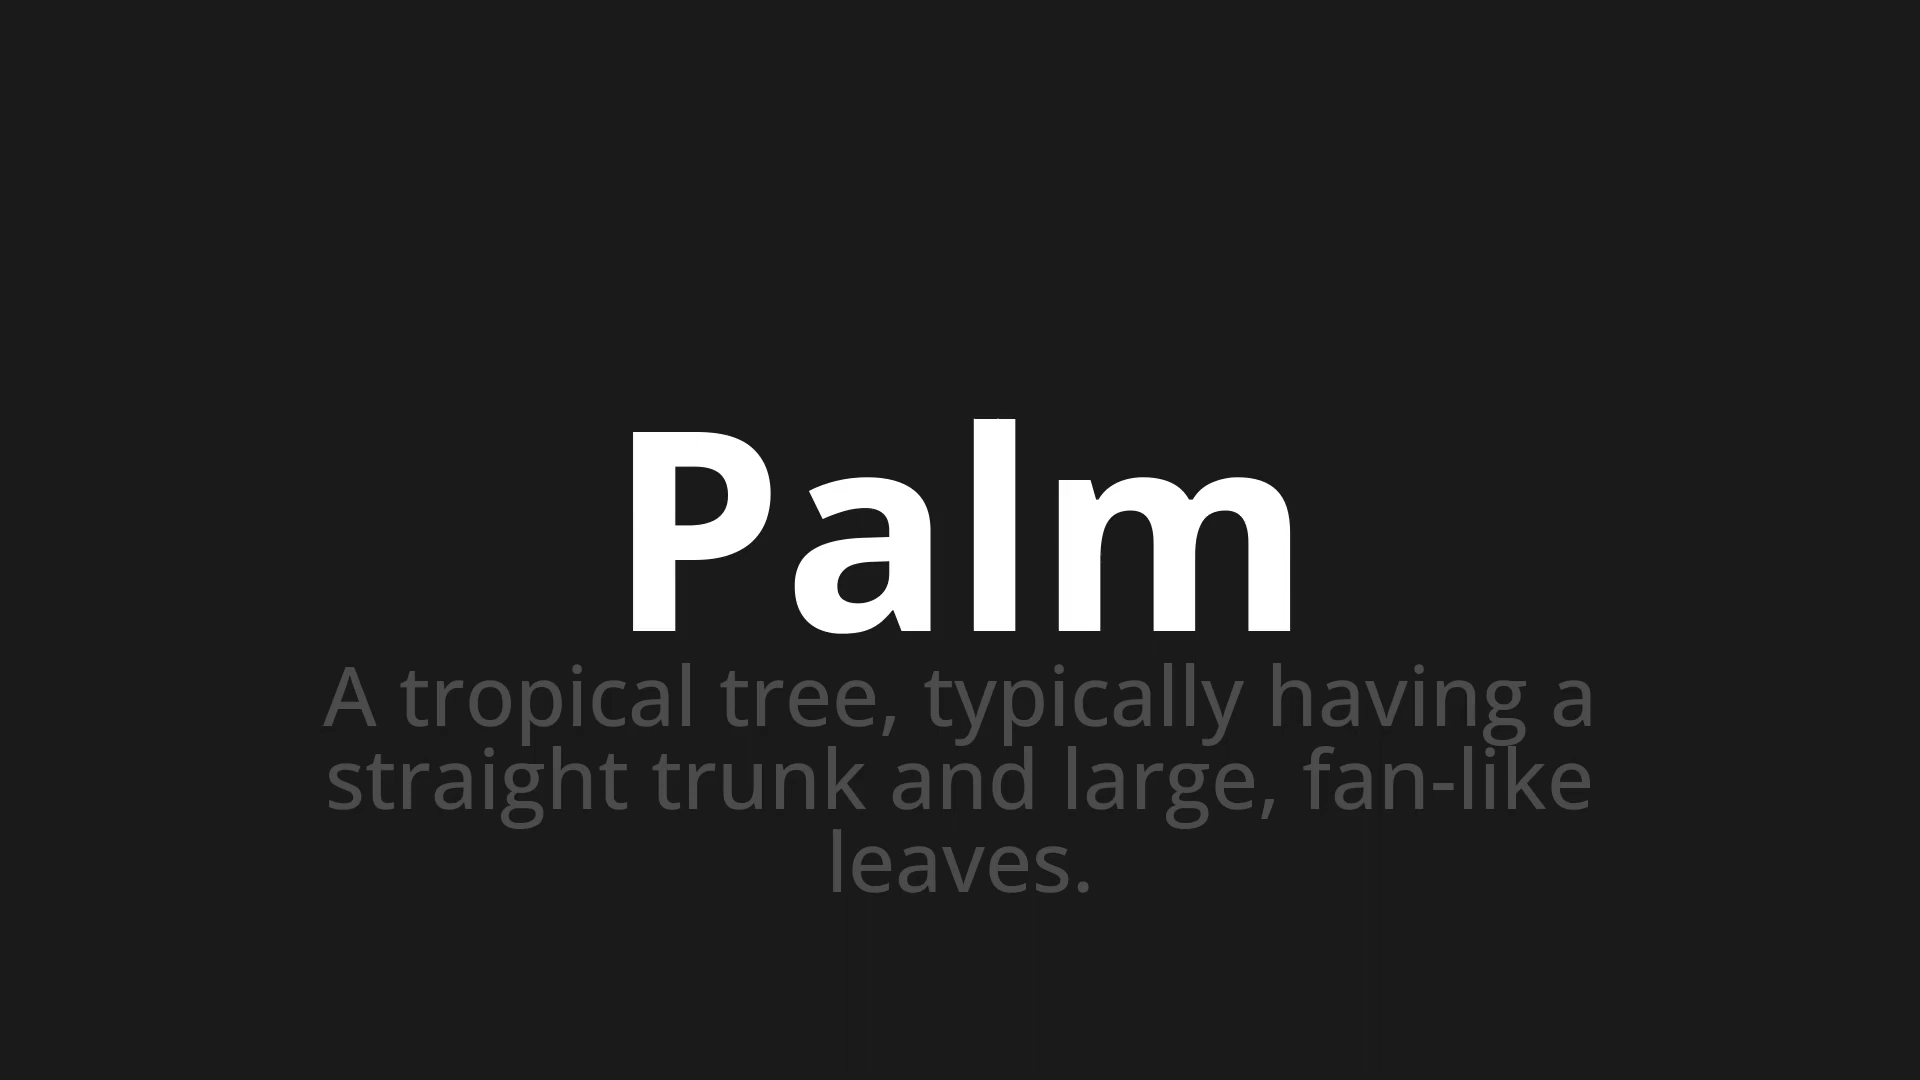 Palm
A tropical tree, typically having a
straight trunk and large, fan-like
leaves.